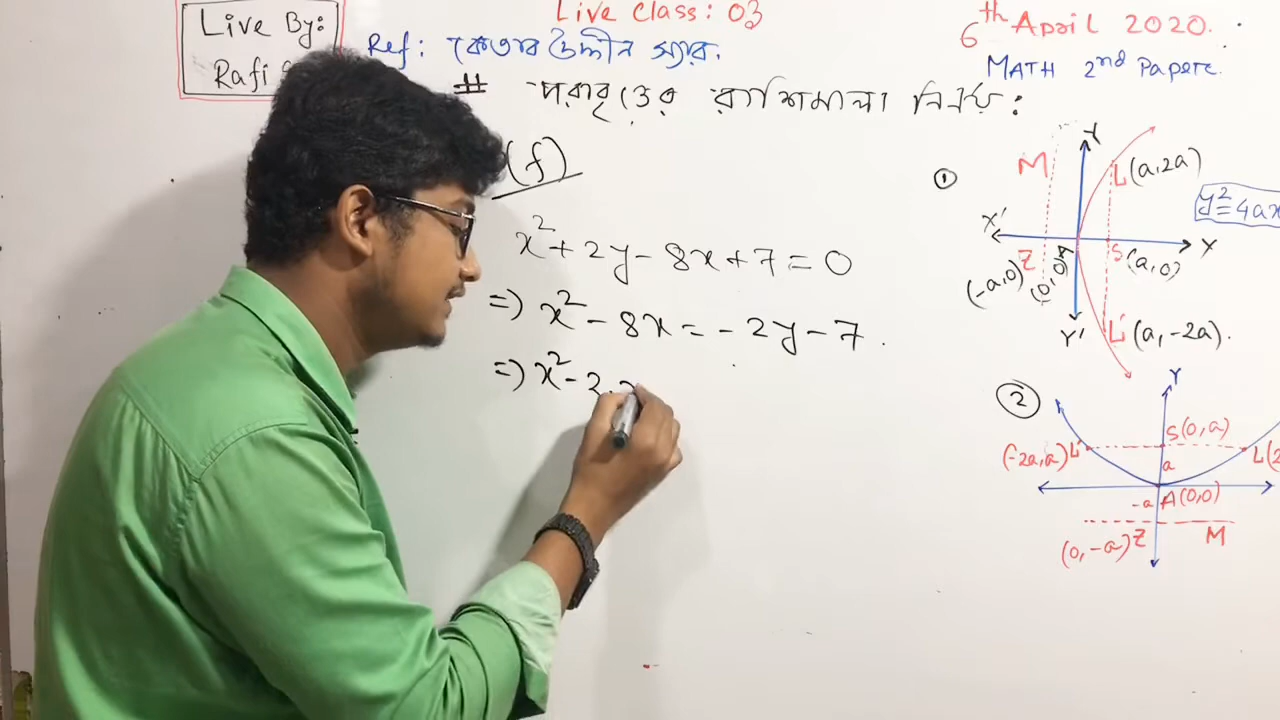 Live By:
Rafi
Live Class: 03
6th April 2020.
Ref: কেতাব উদ্দীন স্যার.
MATH 2nd Paper.
# পরাবৃত্তের রাশিমালা নির্ণয়:
(f)
x² + 2y - 8x + 7 = 0
=> x² - 8x = -2y - 7.
=> x² - 2.x
1
Y
M
L(a,2a)
y²=4ax
X'
X
Z
A
S
(a,0)
(-a,0)
(0,0)
Y'
L'(a,-2a).
2
Y
S(0,a)
(-2a,a)L'
L(2
a
-a
A(0,0)
Z
M
(0,-a)